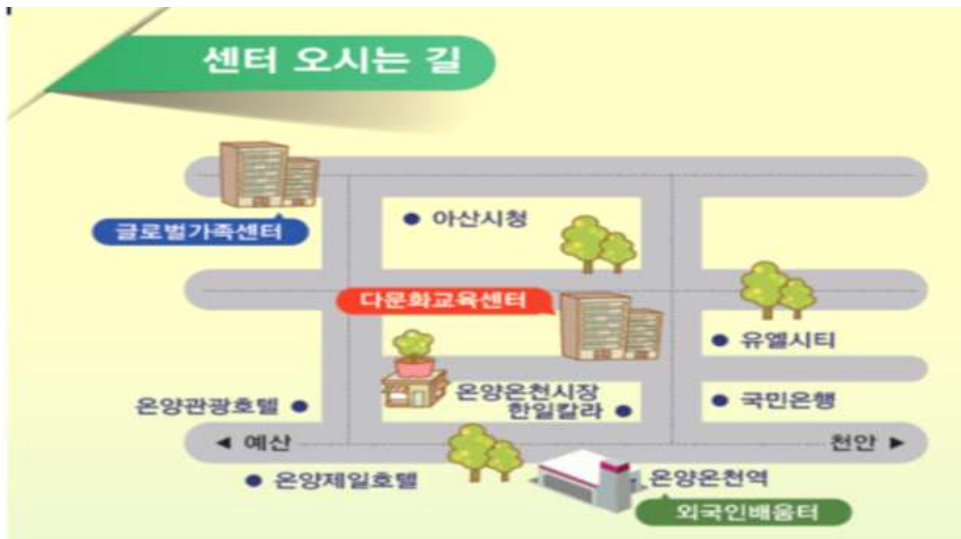 센터 오시는 길
글로벌가족센터
아산시청
다문화교육센터
유엘시티
온양관광호텔
온양온천시장
한일칼라
국민은행
◀ 예산
천안 ▶
온양제일호텔
온양온천역
외국인배움터